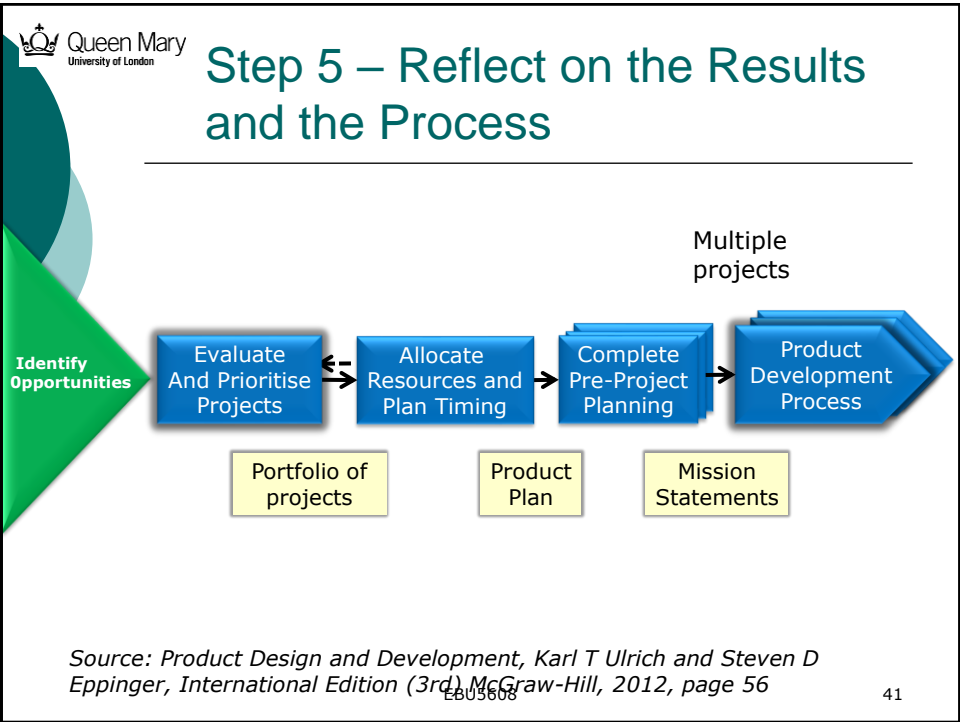 Queen Mary
University of London
Step 5 – Reflect on the Results
and the Process
Multiple
projects
Identify
Opportunities
Evaluate
And Prioritise
Projects
Allocate
Resources and
Plan Timing
Complete
Pre-Project
Planning
Product
Development
Process
Portfolio of
projects
Product
Plan
Mission
Statements
Source: Product Design and Development, Karl T Ulrich and Steven D
Eppinger, International Edition (3rd) McGraw-Hill, 2012, page 56
EBU5608
41